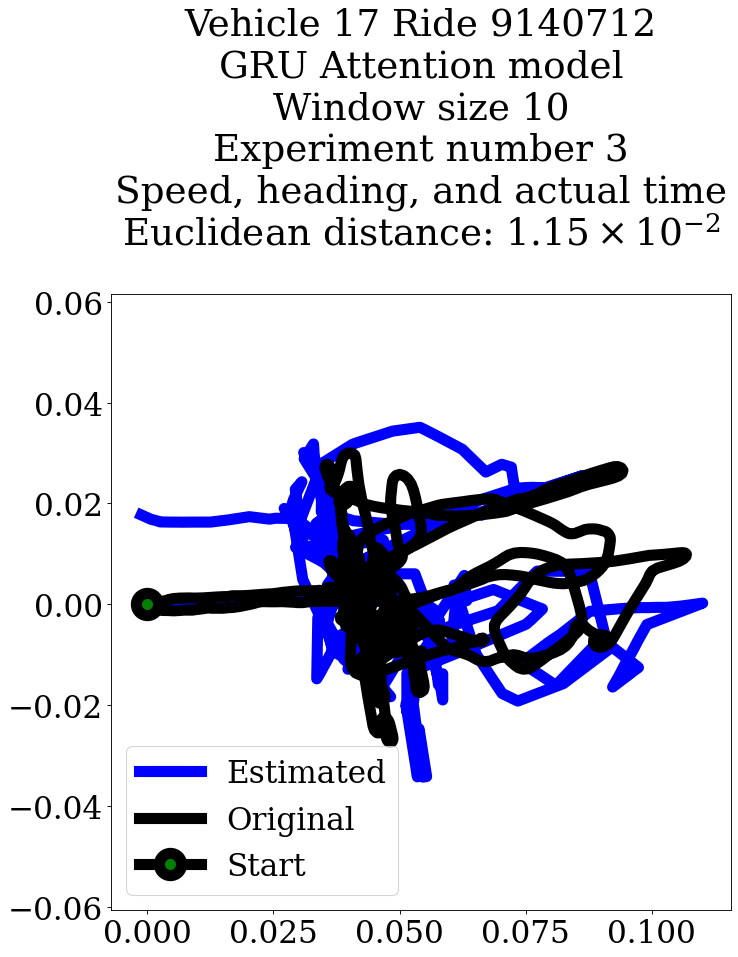 Vehicle 17 Ride 9140712
GRU Attention model
Window size 10
Experiment number 3
Speed, heading, and actual time
Euclidean distance: 1.15 × 10⁻²
0.06
0.04
0.02
0.00
−0.02
−0.04
−0.06
Estimated
Original
Start
0.000 0.025 0.050 0.075 0.100